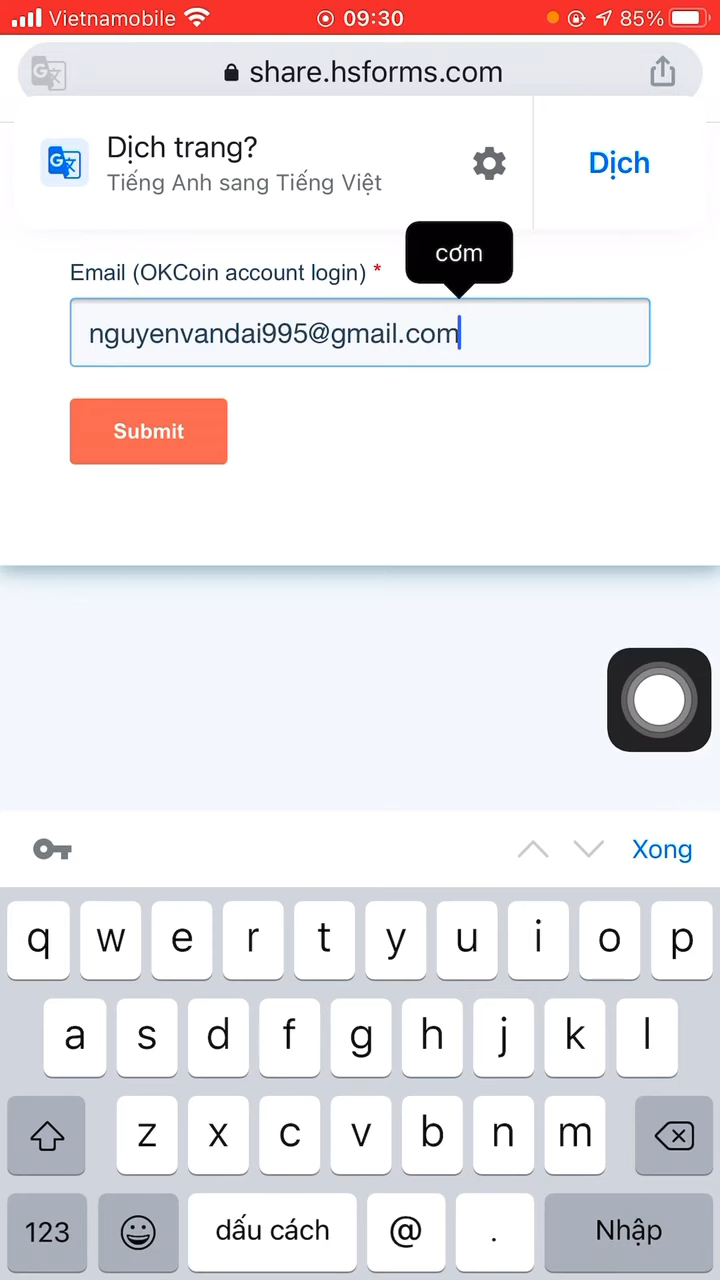 Vietnamobile 09:30 85%
share.hsforms.com
Dịch trang?
Tiếng Anh sang Tiếng Việt
Dịch
cơm
Email (OKCoin account login) *
nguyenvandai995@gmail.com
Submit
Xong
q w e r t y u i o p
a s d f g h j k l
z x c v b n m
123 dấu cách @ . Nhập